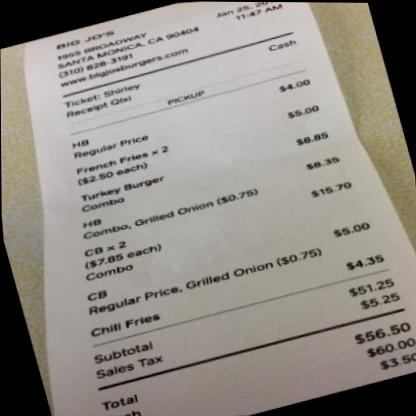 BIG JO'S
1955 BROADWAY
SANTA MONICA, CA 90404
(310) 828-3191
www.bigjosburgers.com
Jan 25, 20
11:47 AM
Cash
Ticket: Shirley
Receipt QIxi
PICKUP
HB $4.00
Regular Price
French Fries × 2 $5.00
($2.50 each)
Turkey Burger $8.85
Combo
HB $8.35
Combo, Grilled Onion ($0.75)
CB × 2 $15.70
($7.85 each)
Combo
CB $5.00
Regular Price, Grilled Onion ($0.75)
Chili Fries $4.35
Subtotal $51.25
Sales Tax $5.25
Total $56.50
$60.00
$3.50